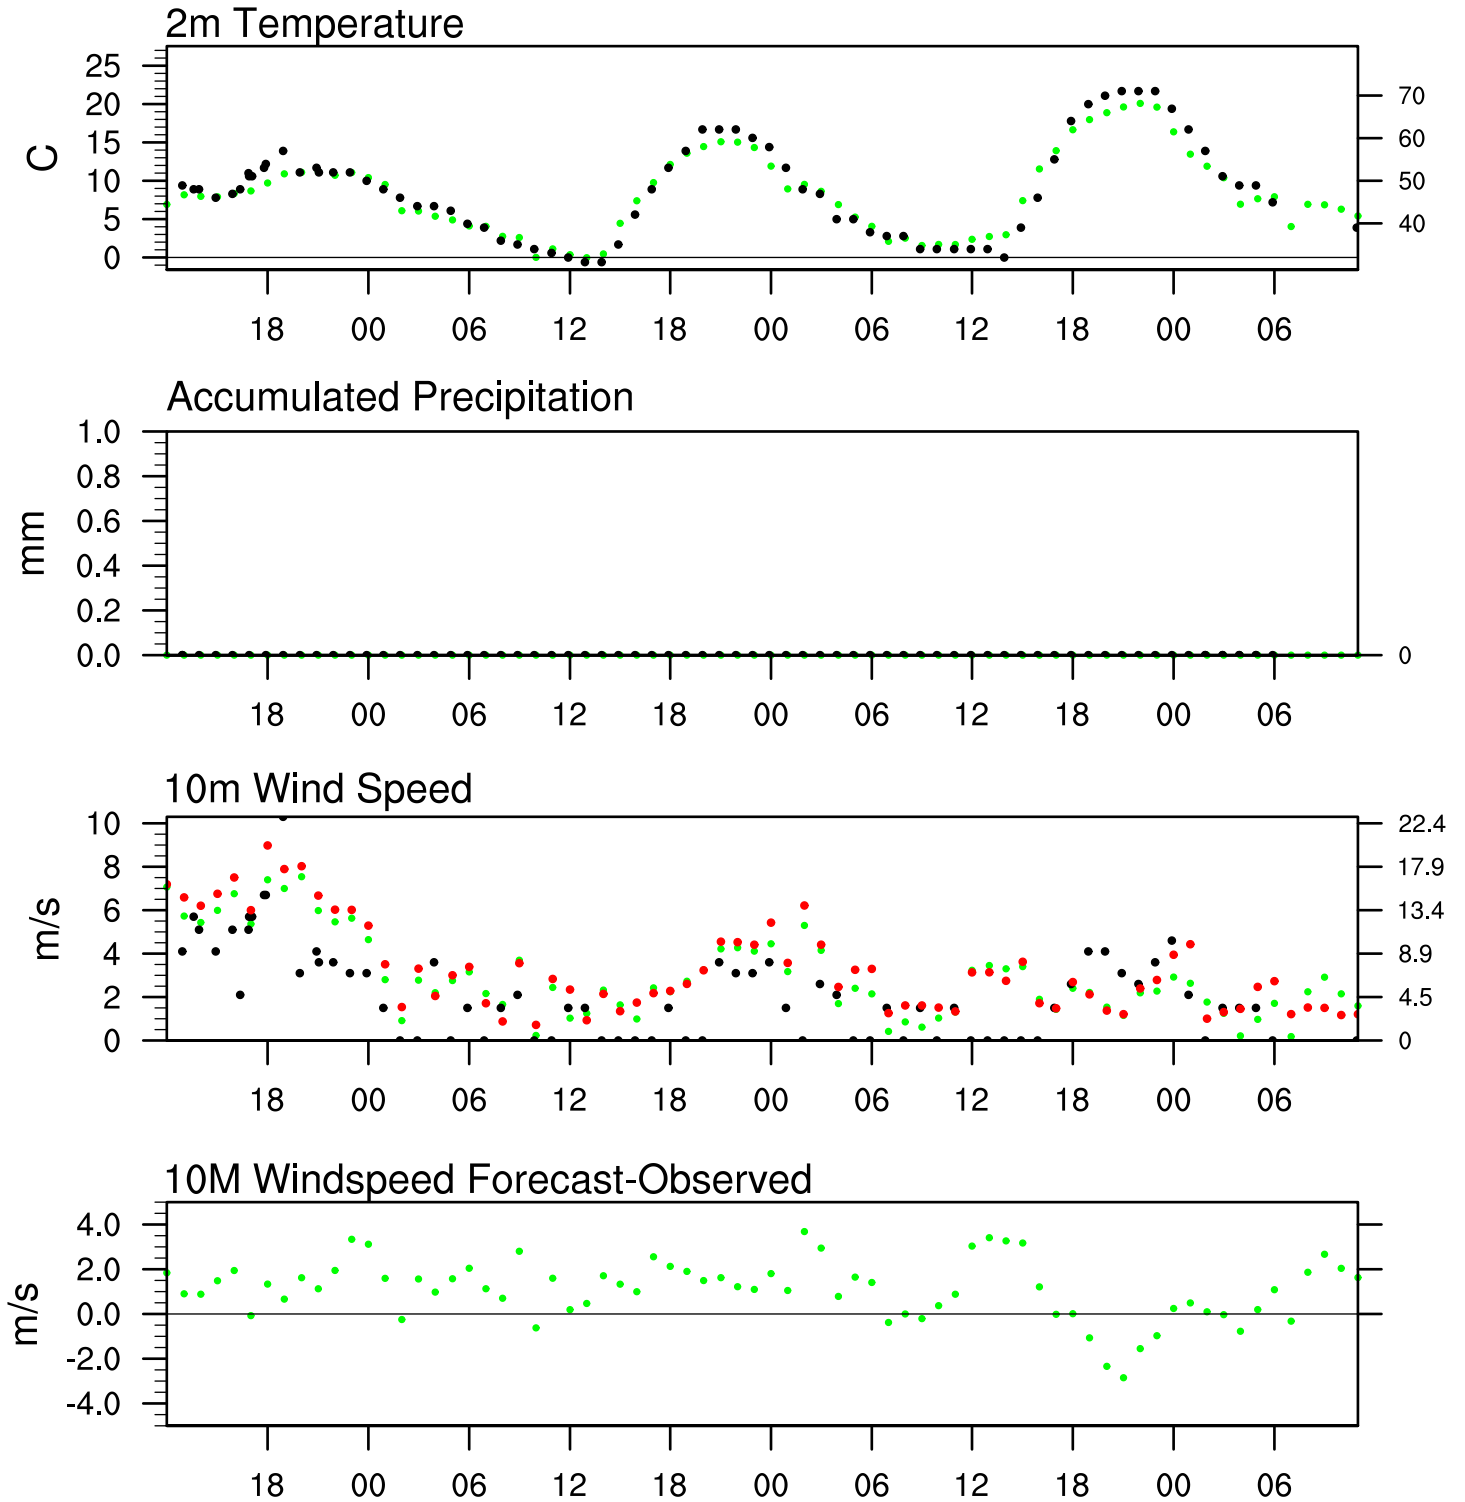 2m Temperature
25
20
15
10
5
0
C
70
60
50
40
18 00 06 12 18 00 06 12 18 00 06
Accumulated Precipitation
1.0
0.8
0.6
0.4
0.2
0.0
mm
0
18 00 06 12 18 00 06 12 18 00 06
10m Wind Speed
10
8
6
4
2
0
m/s
22.4
17.9
13.4
8.9
4.5
0
18 00 06 12 18 00 06 12 18 00 06
10M Windspeed Forecast-Observed
4.0
2.0
0.0
-2.0
-4.0
m/s
18 00 06 12 18 00 06 12 18 00 06